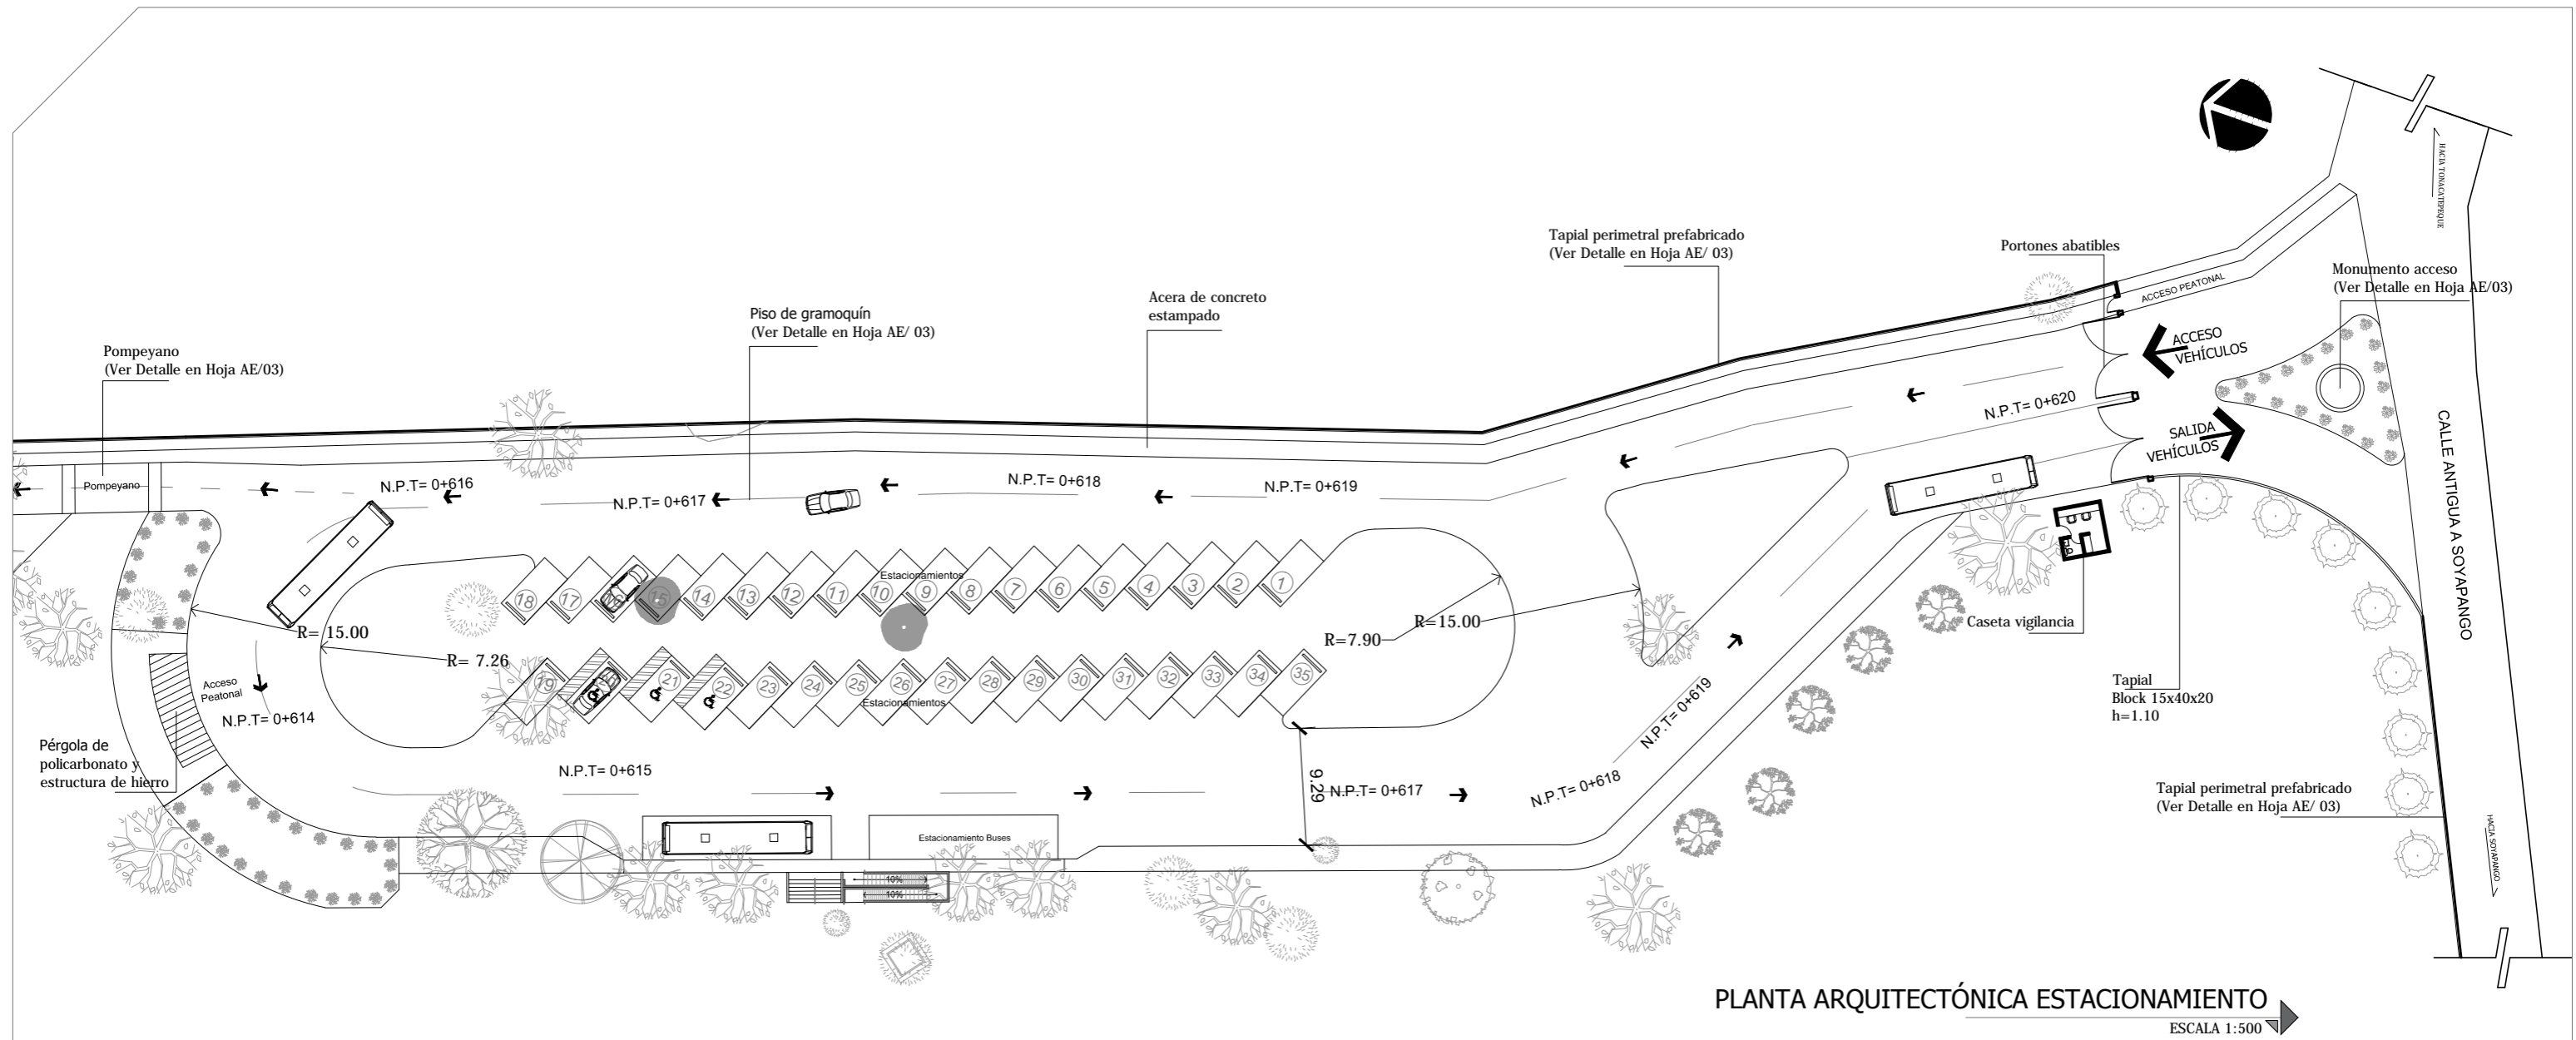 HACIA TONACATEPEQUE
Tapial perimetral prefabricado
(Ver Detalle en Hoja AE/ 03)
Portones abatibles
Monumento acceso
(Ver Detalle en Hoja AE/03)
ACCESO PEATONAL
Acera de concreto
estampado
Piso de gramoquín
(Ver Detalle en Hoja AE/ 03)
Pompeyano
(Ver Detalle en Hoja AE/03)
ACCESO
VEHÍCULOS
N.P.T= 0+620
SALIDA
VEHÍCULOS
CALLE ANTIGUA A SOYAPANGO
Pompeyano
N.P.T= 0+616
N.P.T= 0+617
N.P.T= 0+618
N.P.T= 0+619
Estacionamientos
18
17
15
14
13
12
11
10
9
8
7
6
5
4
3
2
1
R= 15.00
R= 7.26
R=7.90
R=15.00
Caseta vigilancia
19
21
22
23
24
25
26
27
28
29
30
31
32
33
34
35
Estacionamientos
Acceso
Peatonal
N.P.T= 0+614
N.P.T= 0+619
Tapial
Block 15x40x20
h=1.10
Pérgola de
policarbonato y
estructura de hierro
N.P.T= 0+615
9.29
N.P.T= 0+617
N.P.T= 0+618
Tapial perimetral prefabricado
(Ver Detalle en Hoja AE/ 03)
HACIA SOYAPANGO
Estacionamiento Buses
10%
10%
PLANTA ARQUITECTÓNICA ESTACIONAMIENTO
ESCALA 1:500